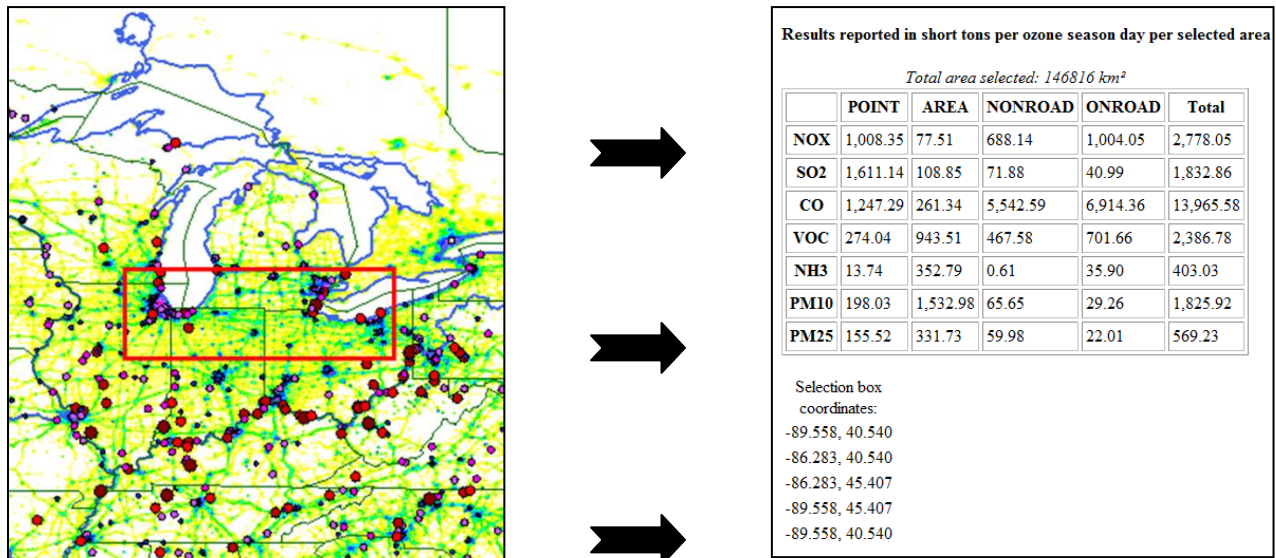 Results reported in short tons per ozone season day per selected area
Total area selected: 146816 km²
POINT AREA NONROAD ONROAD Total
NOX 1,008.35 77.51 688.14 1,004.05 2,778.05
SO2 1,611.14 108.85 71.88 40.99 1,832.86
CO 1,247.29 261.34 5,542.59 6,914.36 13,965.58
VOC 274.04 943.51 467.58 701.66 2,386.78
NH3 13.74 352.79 0.61 35.90 403.03
PM10 198.03 1,532.98 65.65 29.26 1,825.92
PM25 155.52 331.73 59.98 22.01 569.23
Selection box
coordinates:
-89.558, 40.540
-86.283, 40.540
-86.283, 45.407
-89.558, 45.407
-89.558, 40.540